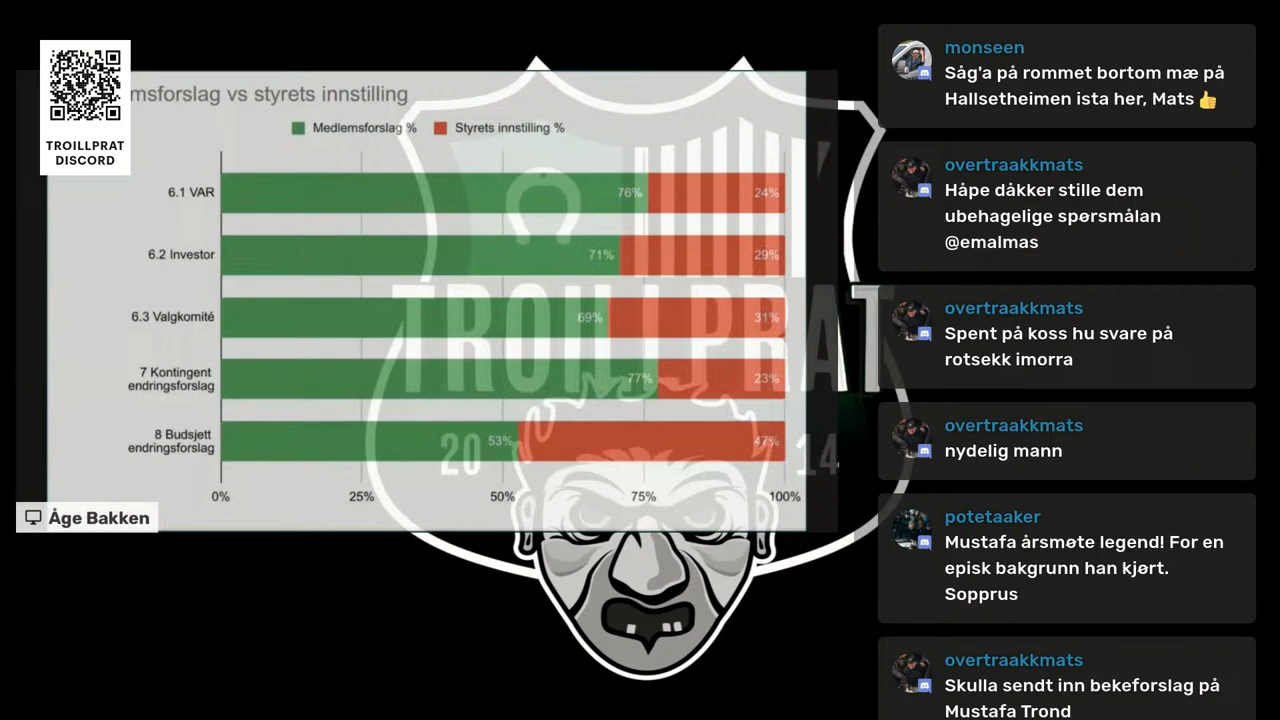 TROILLPRAT
DISCORD
msforslag vs styrets innstilling
Medlemsforslag %
Styrets innstilling %
6.1 VAR
76%
24%
6.2 Investor
71%
29%
6.3 Valgkomité
69%
31%
7 Kontingent
endringsforslag
77%
23%
8 Budsjett
endringsforslag
53%
47%
0%
25%
50%
75%
100%
TROILLPRAT
20
14
Åge Bakken
monseen
Såg'a på rommet bortom mæ på
Hallsetheimen ista her, Mats 👍
overtraakkmats
Håpe dåkker stille dem
ubehagelige spørsmålan
@emalmas
overtraakkmats
Spent på koss hu svare på
rotsekk imorra
overtraakkmats
nydelig mann
potetaaker
Mustafa årsmøte legend! For en
episk bakgrunn han kjørt.
Sopprus
overtraakkmats
Skulla sendt inn bekeforslag på
Mustafa Trond